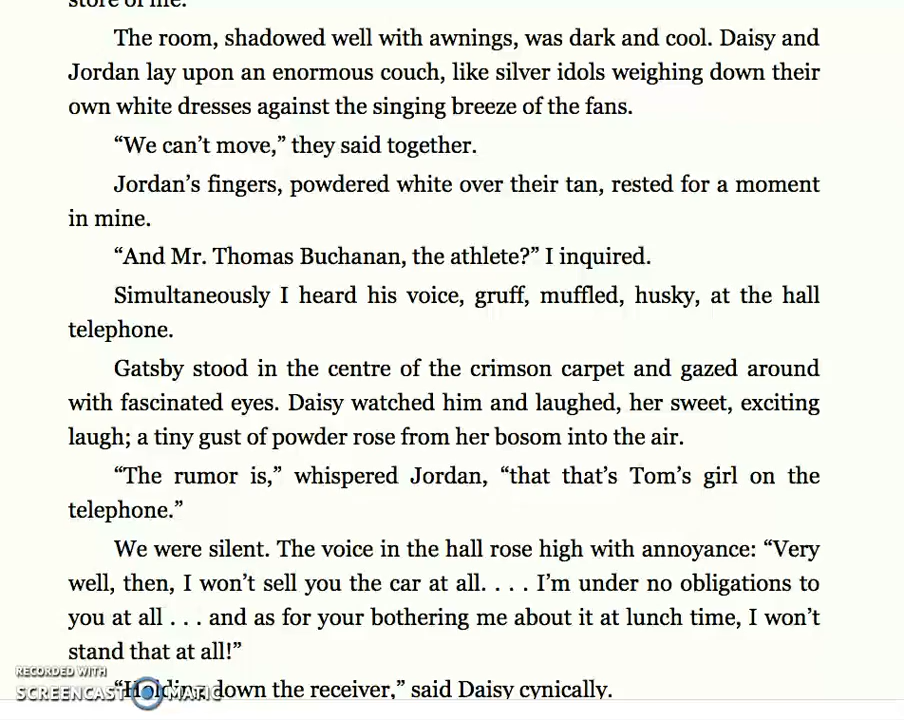 store of me.
The room, shadowed well with awnings, was dark and cool. Daisy and
Jordan lay upon an enormous couch, like silver idols weighing down their
own white dresses against the singing breeze of the fans.
“We can’t move,” they said together.
Jordan’s fingers, powdered white over their tan, rested for a moment
in mine.
“And Mr. Thomas Buchanan, the athlete?” I inquired.
Simultaneously I heard his voice, gruff, muffled, husky, at the hall
telephone.
Gatsby stood in the centre of the crimson carpet and gazed around
with fascinated eyes. Daisy watched him and laughed, her sweet, exciting
laugh; a tiny gust of powder rose from her bosom into the air.
“The rumor is,” whispered Jordan, “that that’s Tom’s girl on the
telephone.”
We were silent. The voice in the hall rose high with annoyance: “Very
well, then, I won’t sell you the car at all. . . . I’m under no obligations to
you at all . . . and as for your bothering me about it at lunch time, I won’t
stand that at all!”
RECORDED WITH
SCREENCAST MATIC
“Holding down the receiver,” said Daisy cynically.